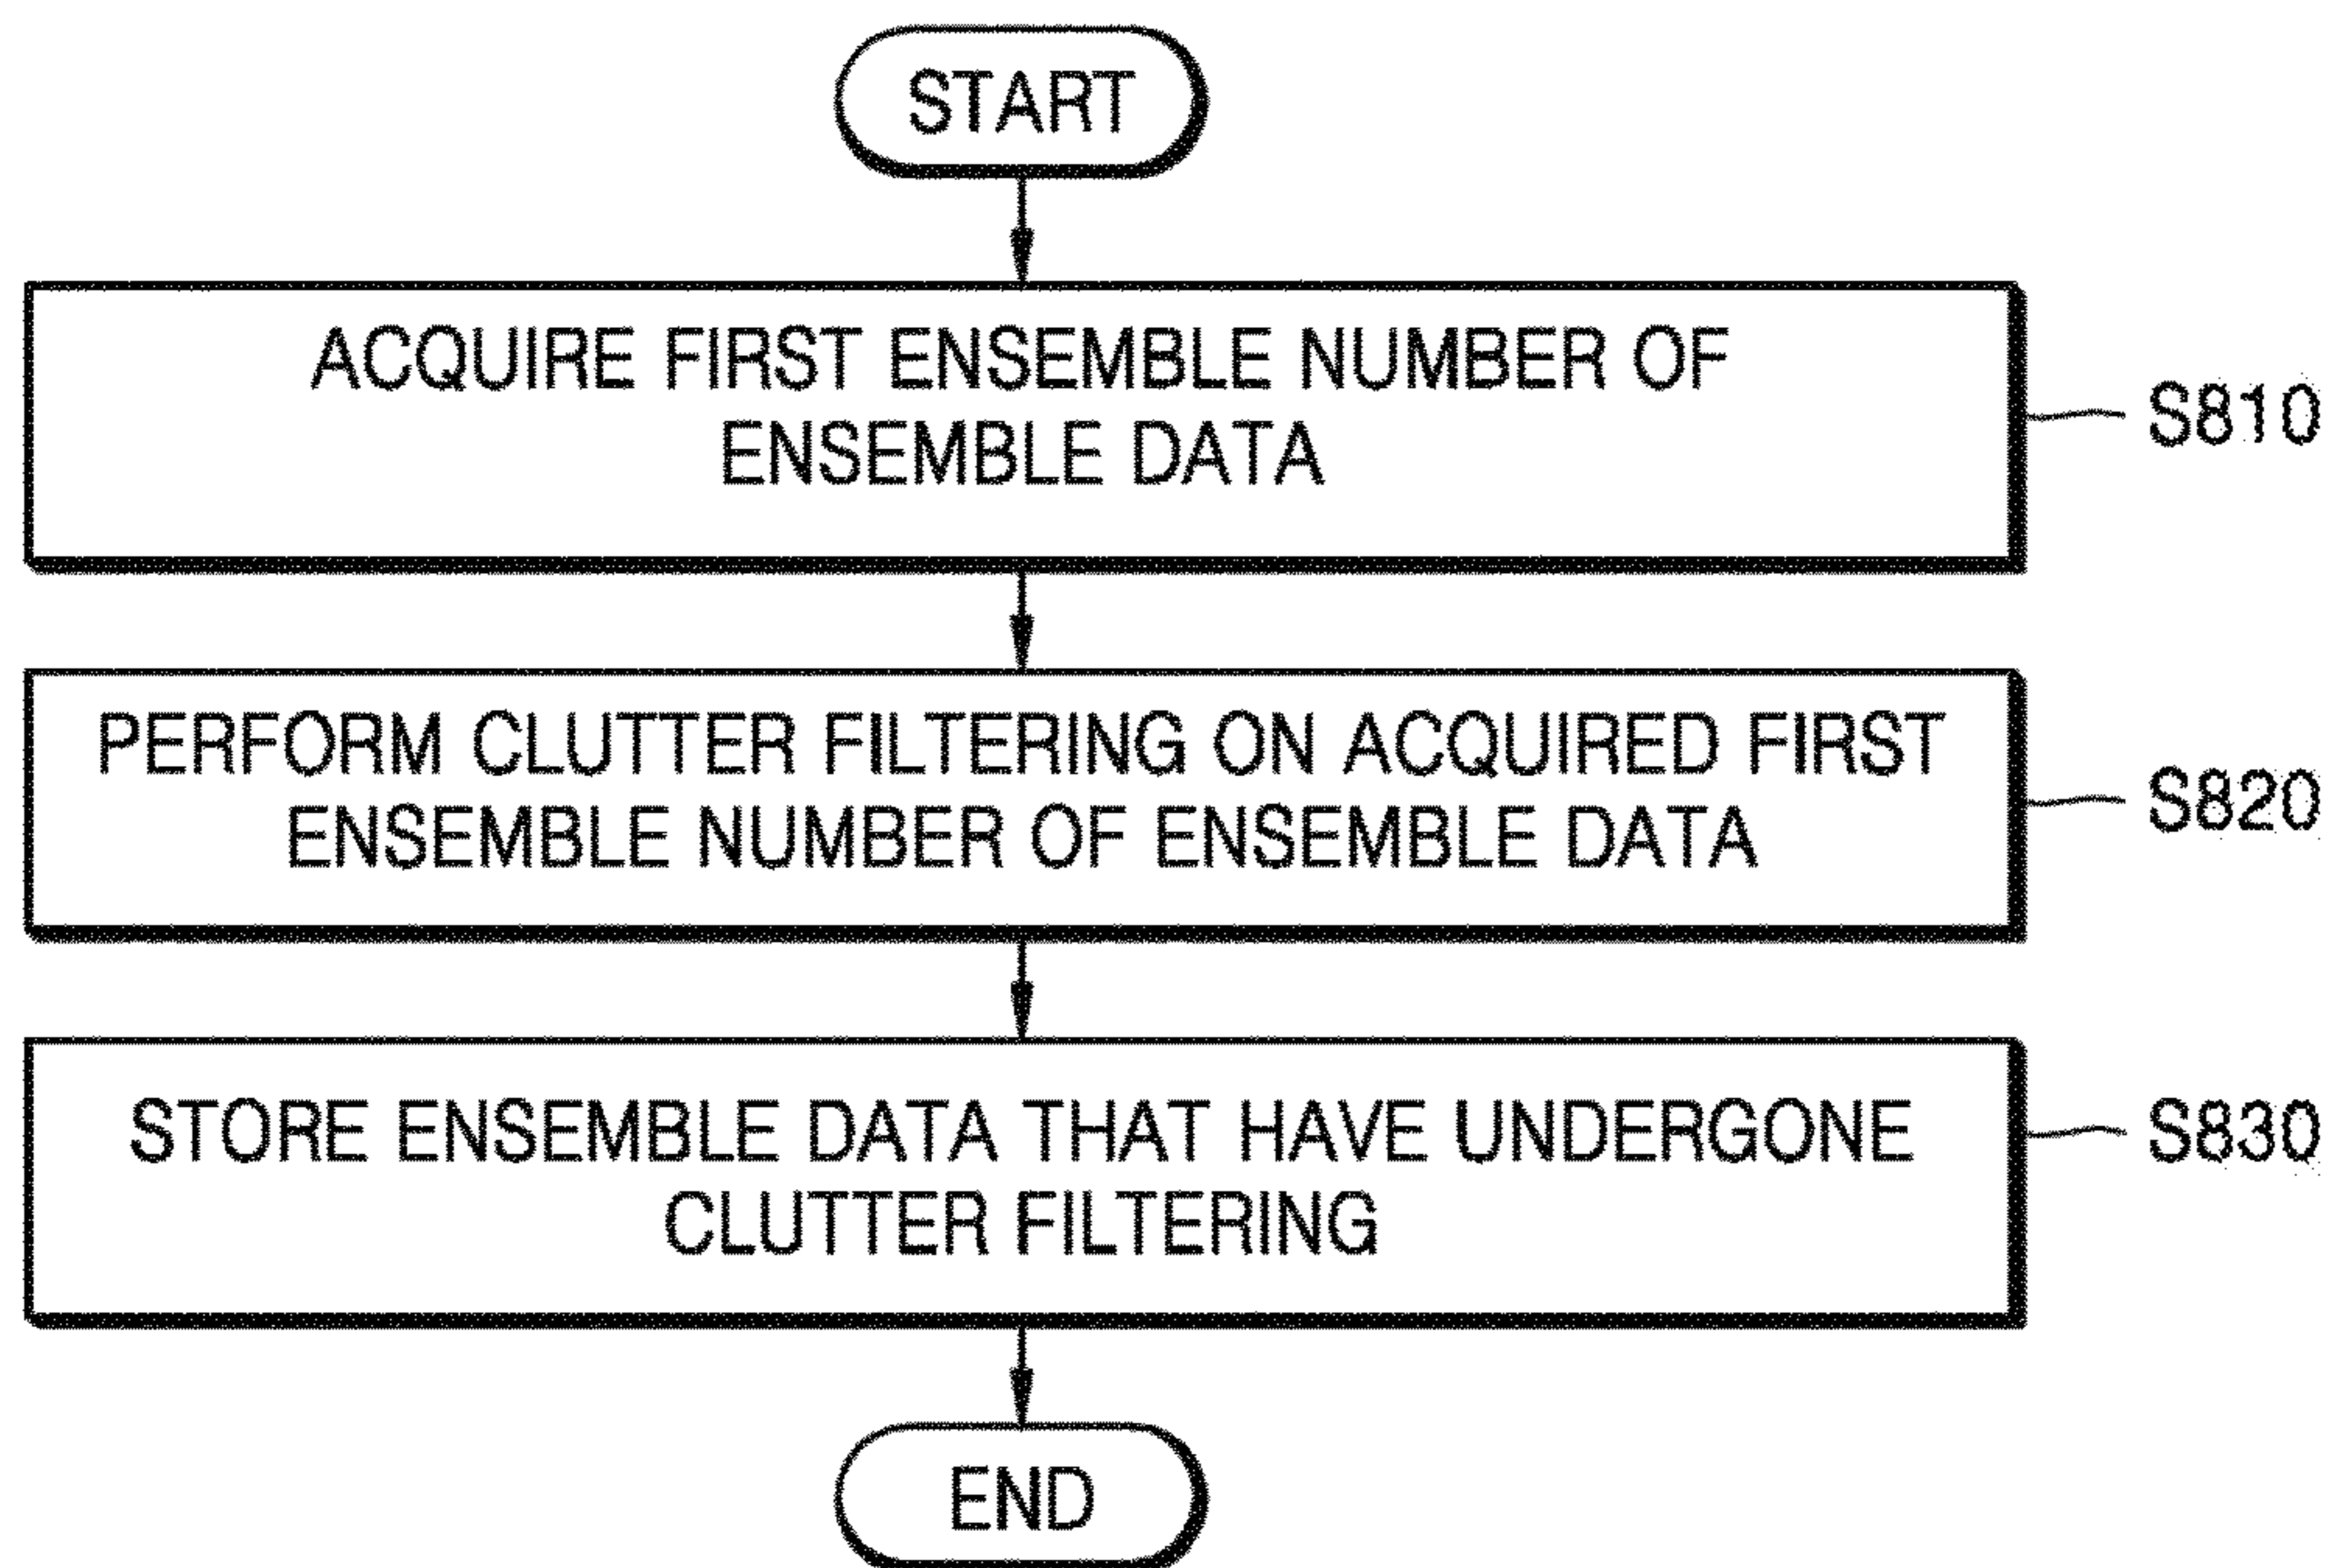 START
ACQUIRE FIRST ENSEMBLE NUMBER OF
ENSEMBLE DATA
S810
PERFORM CLUTTER FILTERING ON ACQUIRED FIRST
ENSEMBLE NUMBER OF ENSEMBLE DATA
S820
STORE ENSEMBLE DATA THAT HAVE UNDERGONE
CLUTTER FILTERING
S830
END